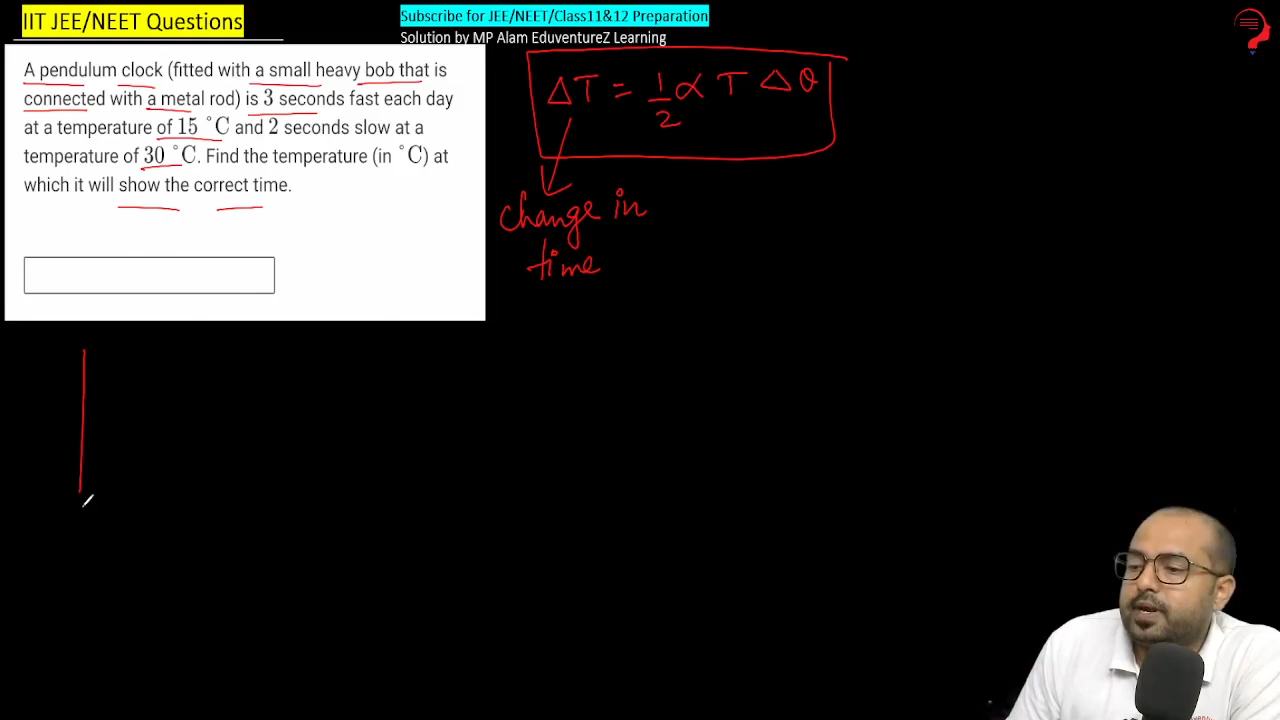 IIT JEE/NEET Questions
Subscribe for JEE/NEET/Class11&12 Preparation
Solution by MP Alam EduventureZ Learning
A pendulum clock (fitted with a small heavy bob that is
connected with a metal rod) is 3 seconds fast each day
at a temperature of 15 °C and 2 seconds slow at a
temperature of 30 °C. Find the temperature (in °C) at
which it will show the correct time.
ΔT = 1/2 α T Δθ
change in
time